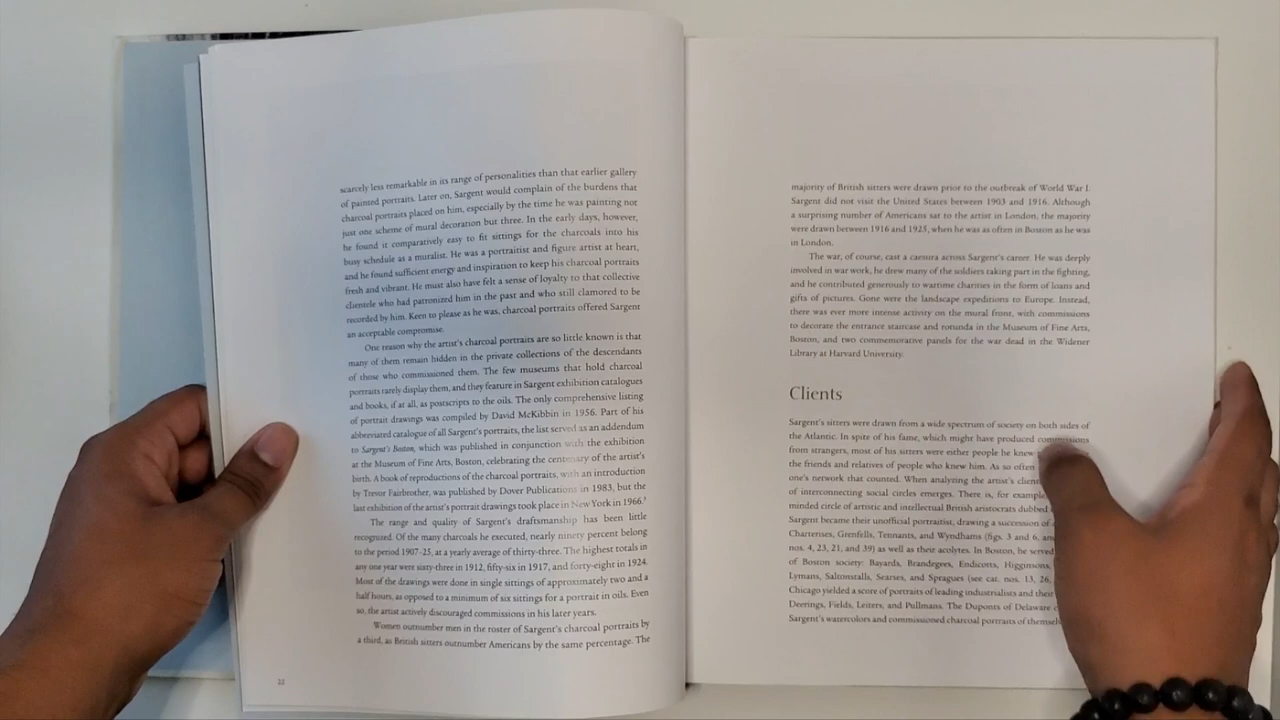 scarcely less remarkable in its range of personalities than that earlier gallery
of painted portraits. Later on, Sargent would complain of the burdens that
charcoal portraits placed on him, especially by the time he was painting not
just one scheme of mural decoration but three. In the early days, however,
he found it comparatively easy to fit sittings for the charcoals into his
busy schedule as a muralist. He was a portraitist and figure artist at heart,
and he found sufficient energy and inspiration to keep his charcoal portraits
fresh and vibrant. He must also have felt a sense of loyalty to that collective
clientele who had patronized him in the past and who still clamored to be
recorded by him. Keen to please as he was, charcoal portraits offered Sargent
an acceptable compromise.
One reason why the artist's charcoal portraits are so little known is that
many of them remain hidden in the private collections of the descendants
of those who commissioned them. The few museums that hold charcoal
portraits rarely display them, and they feature in Sargent exhibition catalogues
and books, if at all, as postscripts to the oils. The only comprehensive listing
of portrait drawings was compiled by David McKibbin in 1956. Part of his
abbreviated catalogue of all Sargent's portraits, the list served as an addendum
to Sargent's Boston, which was published in conjunction with the exhibition
at the Museum of Fine Arts, Boston, celebrating the centenary of the artist's
birth. A book of reproductions of the charcoal portraits, with an introduction
by Trevor Fairbrother, was published by Dover Publications in 1983, but the
last exhibition of the artist's portrait drawings took place in New York in 1966.³
The range and quality of Sargent's draftsmanship has been little
recognized. Of the many charcoals he executed, nearly ninety percent belong
to the period 1907–25, at a yearly average of thirty-three. The highest totals in
any one year were sixty-three in 1912, fifty-six in 1917, and forty-eight in 1924.
Most of the drawings were done in single sittings of approximately two and a
half hours, as opposed to a minimum of six sittings for a portrait in oils. Even
so, the artist actively discouraged commissions in his later years.
Women outnumber men in the roster of Sargent's charcoal portraits by
a third, as British sitters outnumber Americans by the same percentage. The
22
majority of British sitters were drawn prior to the outbreak of World War I.
Sargent did not visit the United States between 1903 and 1916. Although
a surprising number of Americans sat to the artist in London, the majority
were drawn between 1916 and 1925, when he was as often in Boston as he was
in London.
The war, of course, cast a caesura across Sargent's career. He was deeply
involved in war work, he drew many of the soldiers taking part in the fighting,
and he contributed generously to wartime charities in the form of loans and
gifts of pictures. Gone were the landscape expeditions to Europe. Instead,
there was ever more intense activity on the mural front, with commissions
to decorate the entrance staircase and rotunda in the Museum of Fine Arts,
Boston, and two commemorative panels for the war dead in the Widener
Library at Harvard University.
Clients
Sargent's sitters were drawn from a wide spectrum of society on both sides of
the Atlantic. In spite of his fame, which might have produced commissions
from strangers, most of his sitters were either people he knew
the friends and relatives of people who knew him. As so often
one's network that counted. When analyzing the artist's
of interconnecting social circles emerges. There is, for example
minded circle of artistic and intellectual British aristocrats dubbed
Sargent became their unofficial portraitist, drawing a succession of
Charterises, Grenfells, Tennants, and Wyndhams (figs. 3 and 6,
nos. 4, 23, 21, and 39) as well as their acolytes. In Boston, he served
of Boston society: Bayards, Brandegees, Endicotts, Higginsons,
Lymans, Saltonstalls, Searses, and Spragues (see cat. nos. 13, 26,
Chicago yielded a score of portraits of leading industrialists and their
Deerings, Fields, Leiters, and Pullmans. The Duponts of Delaware
Sargent's watercolors and commissioned charcoal portraits of